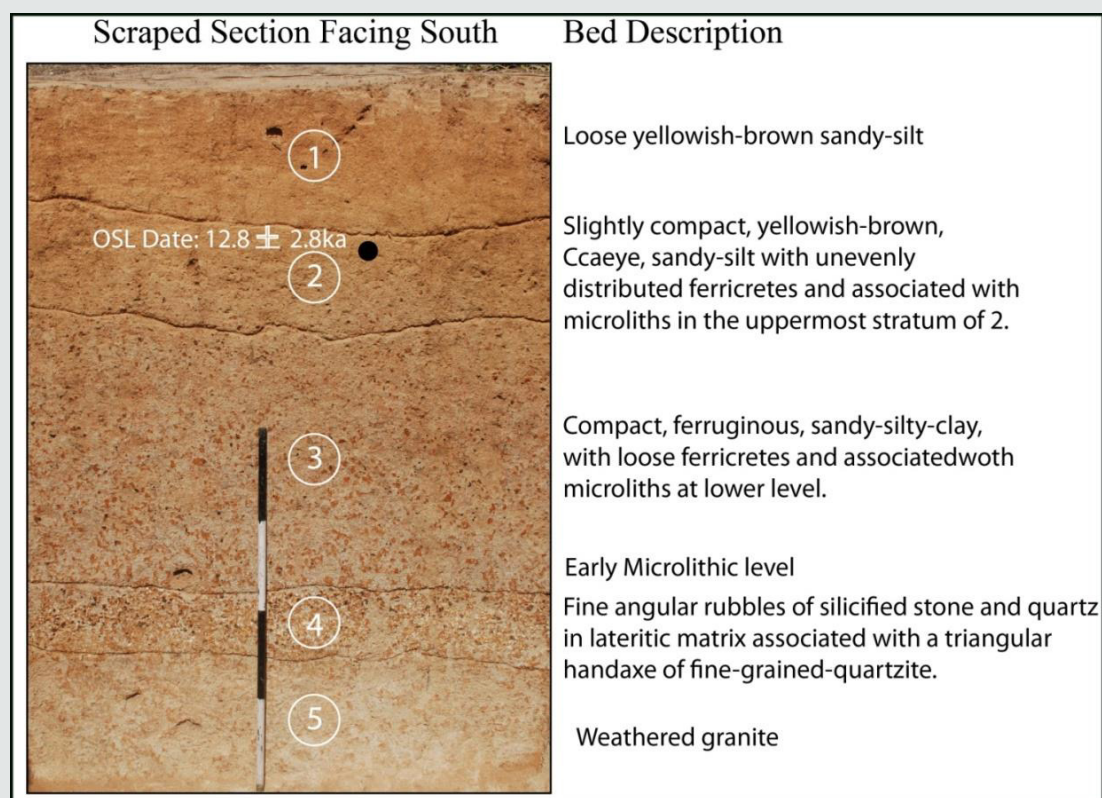 Scraped Section Facing South
Bed Description
1
Loose yellowish-brown sandy-silt
OSL Date: 12.8 ± 2.8ka
2
Slightly compact, yellowish-brown,
Ccaeye, sandy-silt with unevenly
distributed ferricretes and associated with
microliths in the uppermost stratum of 2.
3
Compact, ferruginous, sandy-silty-clay,
with loose ferricretes and associatedwoth
microliths at lower level.
Early Microlithic level
4
Fine angular rubbles of silicified stone and quartz
in lateritic matrix associated with a triangular
handaxe of fine-grained-quartzite.
5
Weathered granite